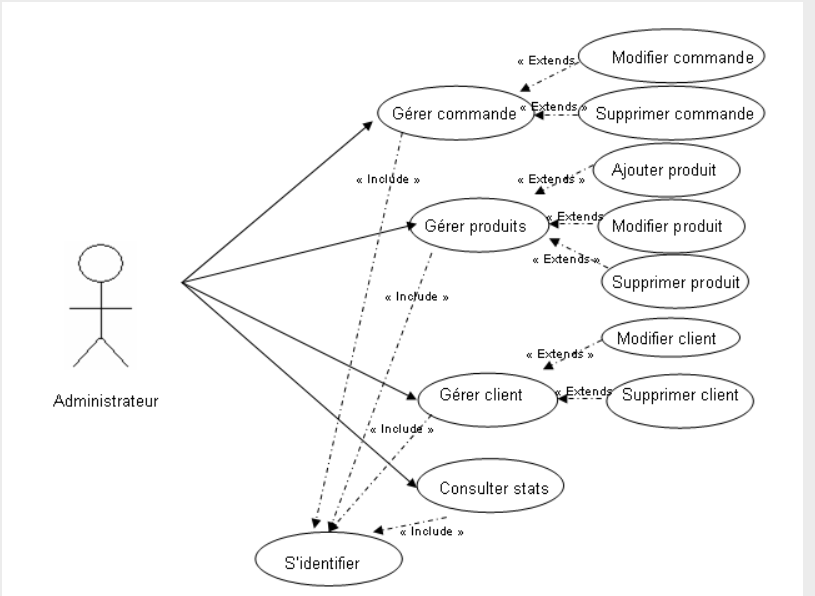 « Extends
Modifier commande
Gérer commande
« Extends »
Supprimer commande
« Include »
« Extends »
Ajouter produit
Gérer produits
« Extends
Modifier produit
« Extends »
Supprimer produit
« Include »
« Extends »
Modifier client
Administrateur
Gérer client
« Extends
Supprimer client
« Include »
Consulter stats
« Include »
S'identifier